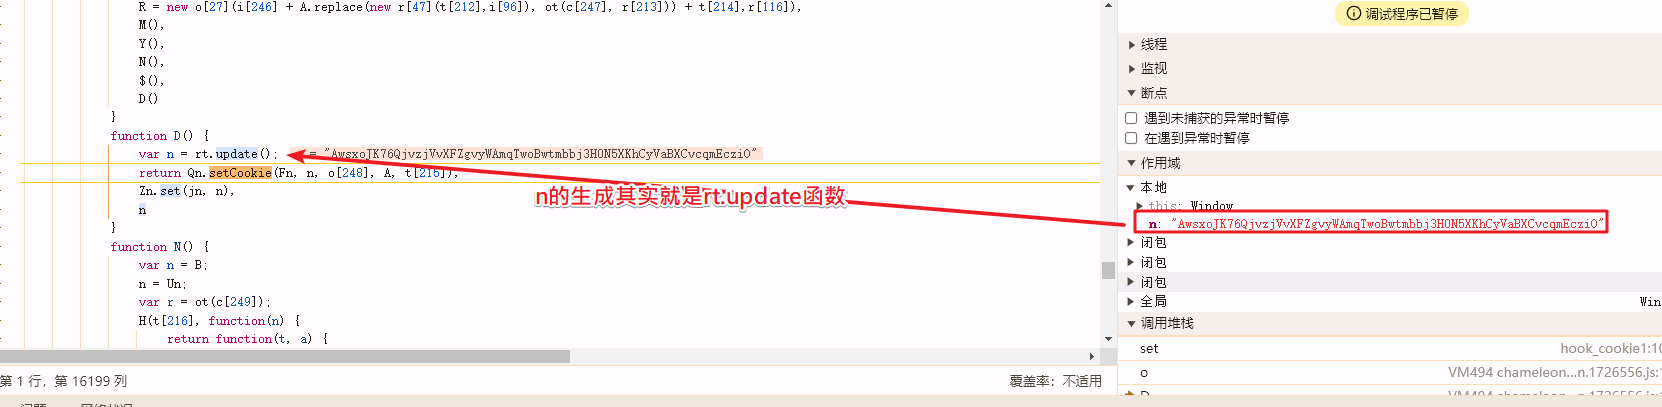 R = new o[27](i[246] + A.replace(new r[47](t[212],i[96]), ot(c[247], r[213])) + t[214],r[116]),
M(),
Y(),
N(),
$(),
D()
}
function D() {
var n = rt.update(); = "AwsxoJK76QjvzjVvXFZgvyWAmqTwoBwtmbbj3HON5XKhCyVaBXCvcqmEcziO"
return Qn.setCookie(Fn, n, o[248], A, t[215]),
Zn.set(jn, n),
n
}
function N() {
var n = B;
n = Un;
var r = ot(c[249]);
H(t[216], function(n) {
return function(t, a) {
n的生成其实就是rt.update函数
第 1 行，第 16199 列
覆盖率：不适用
调试程序已暂停
线程
监视
断点
遇到未捕获的异常时暂停
在遇到异常时暂停
作用域
本地
this: Window
n: "AwsxoJK76QjvzjVvXFZgvyWAmqTwoBwtmbbj3HON5XKhCyVaBXCvcqmEcziO"
闭包
闭包
闭包
全局 Win
调用堆栈
set hook_cookie1:10
o VM494 chameleon…n.1726556.js:1